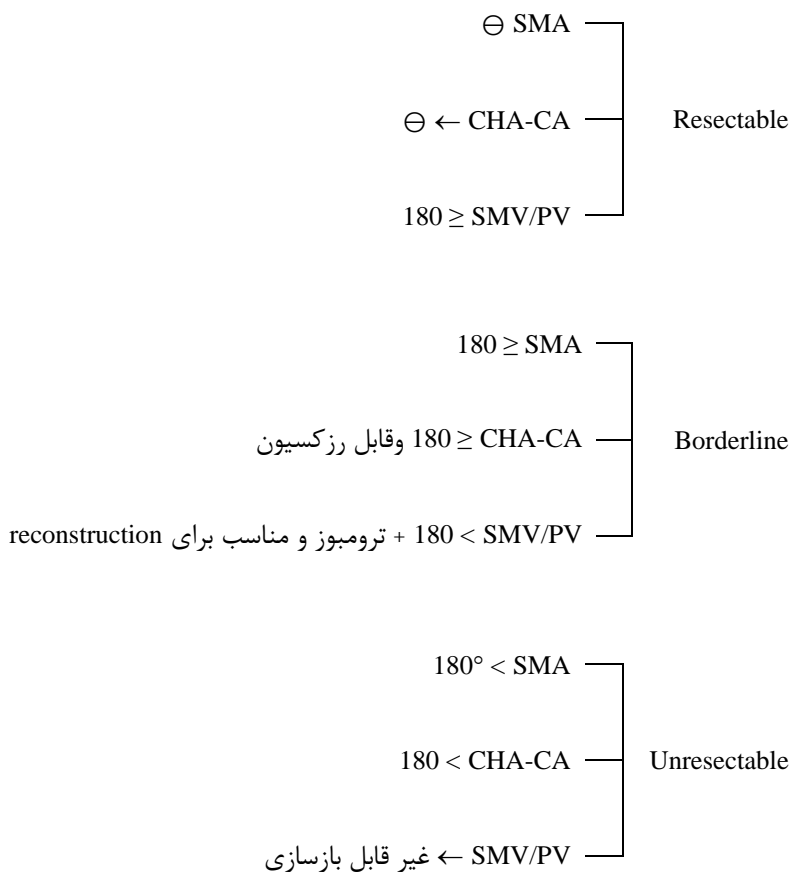 ⊖ SMA
⊖ ← CHA-CA
Resectable
180 ≥ SMV/PV
180 ≥ SMA
180 ≥ CHA-CA وقابل رزکسیون
Borderline
180 < SMV/PV + ترومبوز و مناسب برای reconstruction
180° < SMA
180 < CHA-CA
Unresectable
SMV/PV ← غیر قابل بازسازی